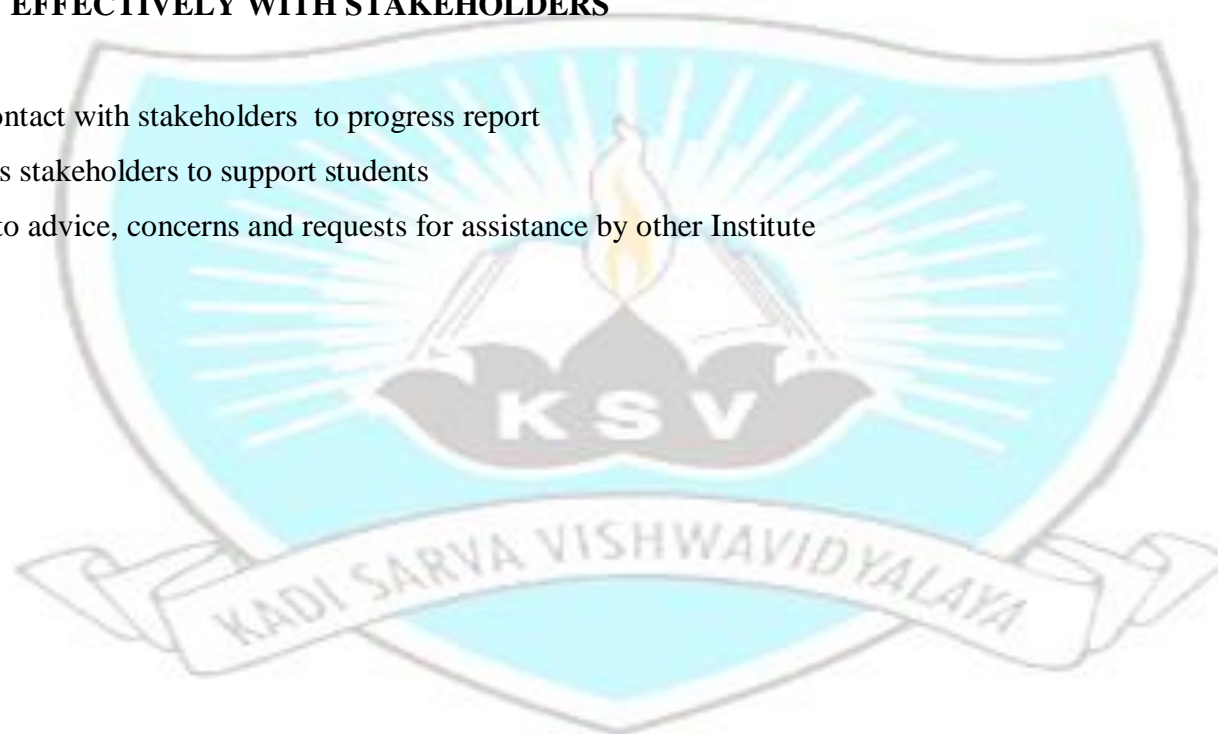 EFFECTIVELY WITH STAKEHOLDERS
ontact with stakeholders to progress report
s stakeholders to support students
to advice, concerns and requests for assistance by other Institute
KSV
KADI SARVA VISHWAVIDYALAYA